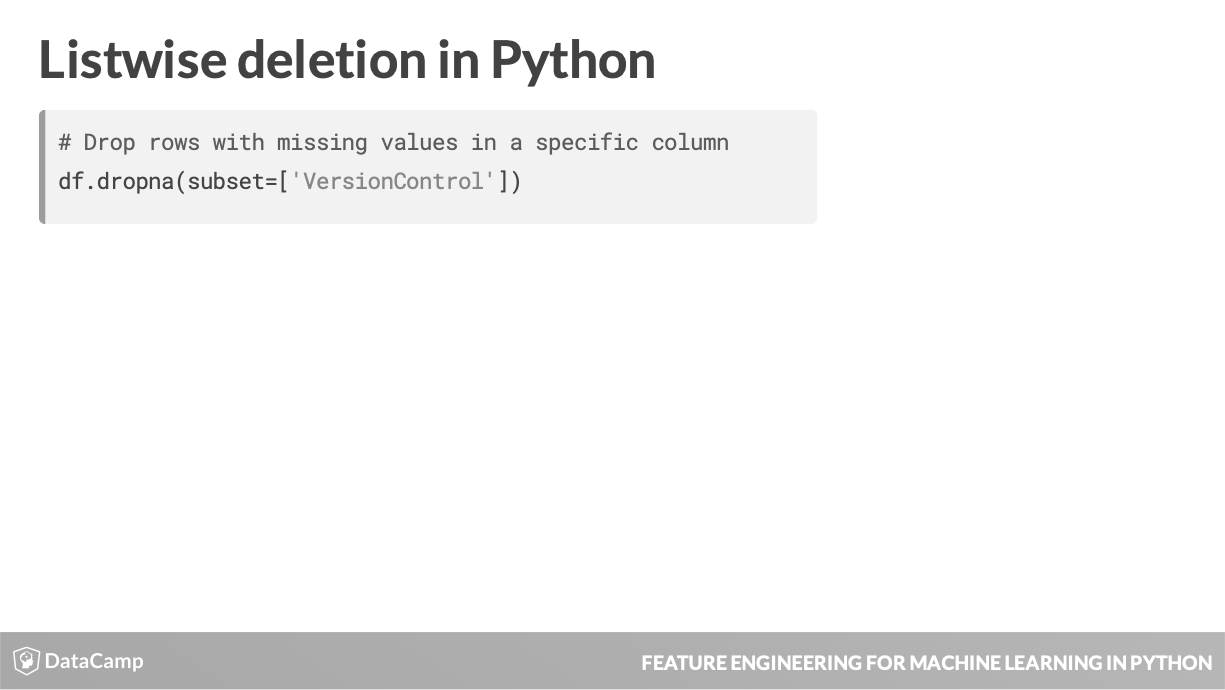 Listwise deletion in Python
# Drop rows with missing values in a specific column
df.dropna(subset=['VersionControl'])
DataCamp
FEATURE ENGINEERING FOR MACHINE LEARNING IN PYTHON